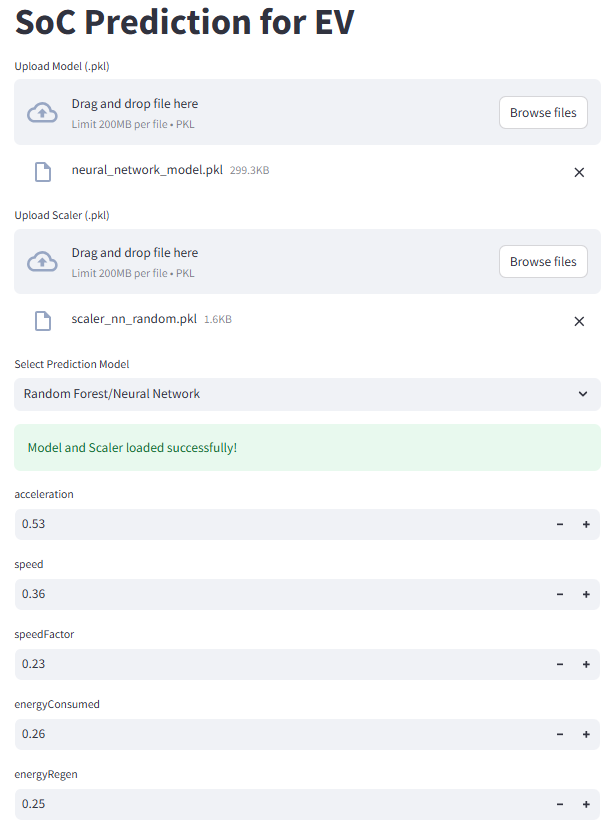 SoC Prediction for EV
Upload Model (.pkl)
Drag and drop file here
Limit 200MB per file • PKL
Browse files
neural_network_model.pkl 299.3KB
Upload Scaler (.pkl)
Drag and drop file here
Limit 200MB per file • PKL
Browse files
scaler_nn_random.pkl 1.6KB
Select Prediction Model
Random Forest/Neural Network
Model and Scaler loaded successfully!
acceleration
0.53
speed
0.36
speedFactor
0.23
energyConsumed
0.26
energyRegen
0.25